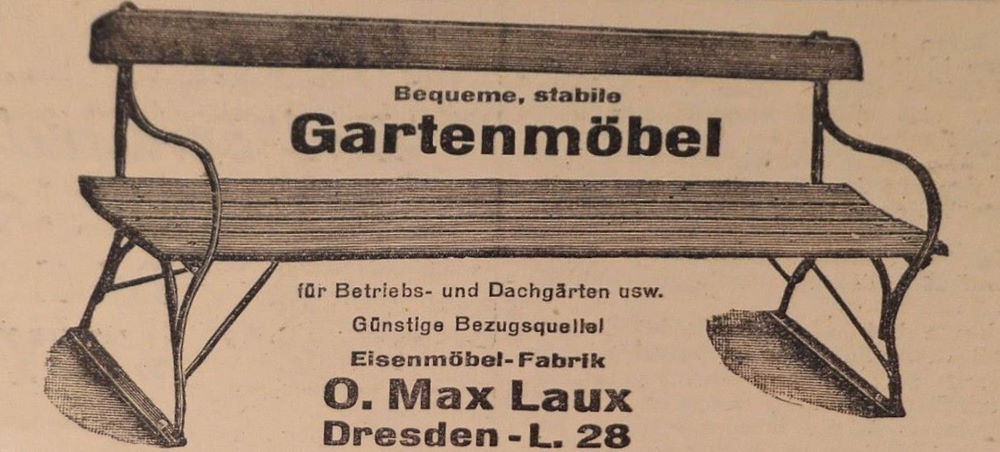 Bequeme, stabile
Gartenmöbel
für Betriebs- und Dachgärten usw.
Günstige Bezugsquelle!
Eisenmöbel-Fabrik
O. Max Laux
Dresden - L. 28